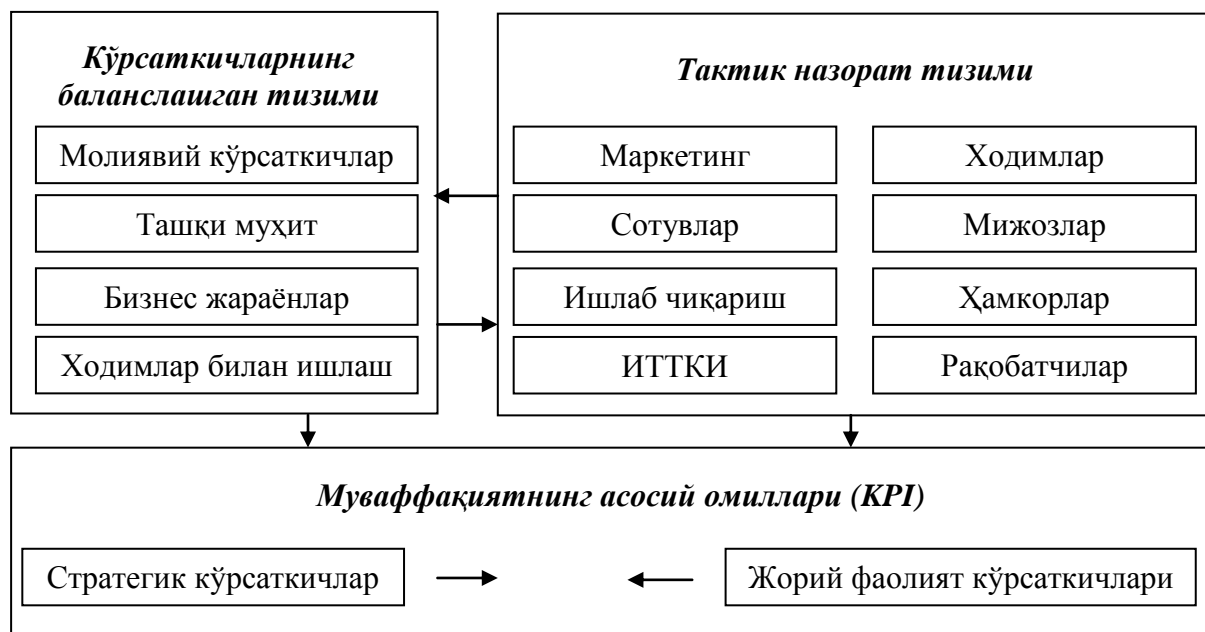 Кўрсаткичларнинг
баланслашган тизими
Молиявий кўрсаткичлар
Ташқи муҳит
Бизнес жараёнлар
Ходимлар билан ишлаш
Тактик назорат тизими
Маркетинг
Ходимлар
Сотувлар
Мижозлар
Ишлаб чиқариш
Ҳамкорлар
ИТТКИ
Рақобатчилар
Муваффақиятнинг асосий омиллари (KPI)
Стратегик кўрсаткичлар
Жорий фаолият кўрсаткичлари